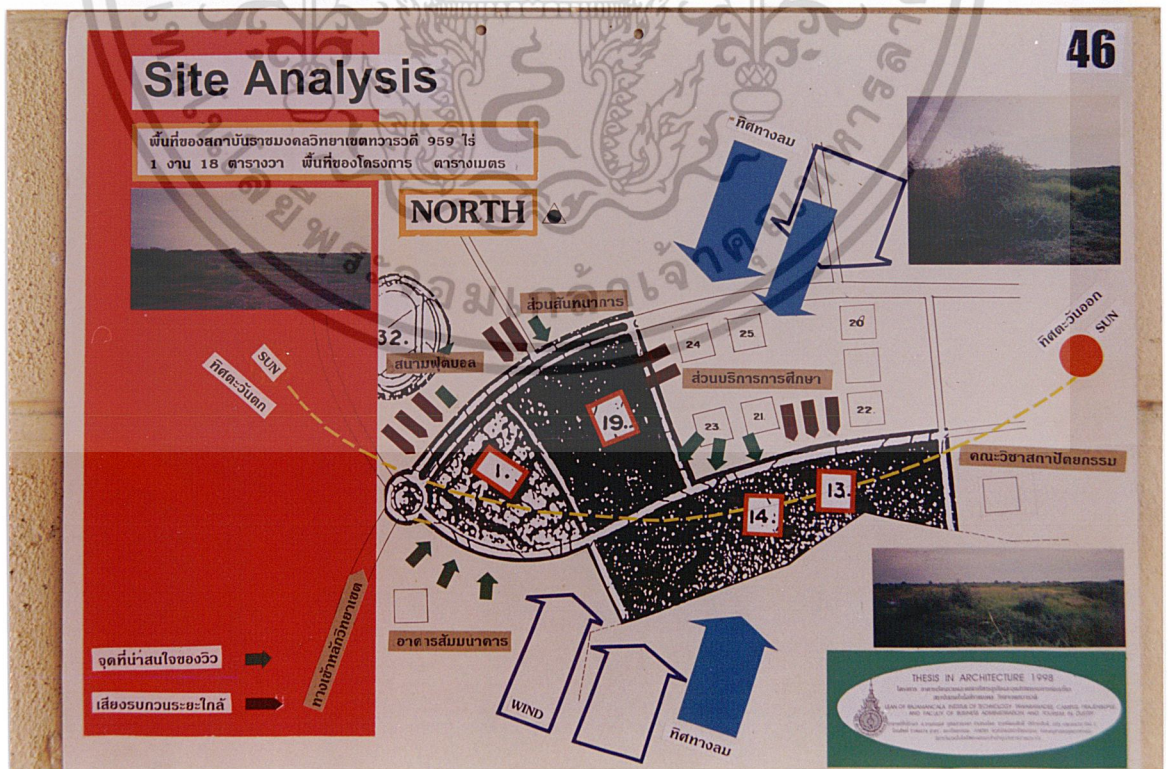 46
Site Analysis
พื้นที่ของสถาบันราชมงคลวิทยาเขตทวารวดี 959 ไร่
1 งาน 18 ตารางวา พื้นที่ของโครงการ ตารางเมตร
NORTH
ทิศทางลม
ส่วนสันทนาการ
32.
สนามฟุตบอล
24
25
20
ทิศตะวันออก
SUN
SUN
ทิศตะวันตก
ส่วนบริการการศึกษา
19.
23.
21.
22.
1.
คณะวิชาสถาปัตยกรรม
14.
13.
ทางเข้าหลักวิทยาเขต
อาคารสัมมนาคาร
จุดที่น่าสนใจของวิว
เสียงรบกวนระยะใกล้
WIND
ทิศทางลม
THESIS IN ARCHITECTURE 1998